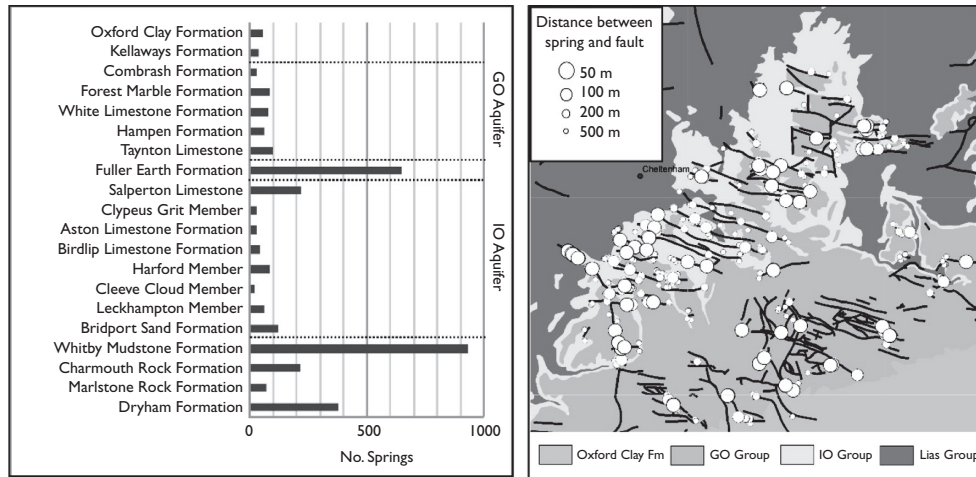 Oxford Clay Formation
Kellaways Formation
Combrash Formation
Forest Marble Formation
White Limestone Formation
Hampen Formation
Taynton Limestone
Fuller Earth Formation
Salperton Limestone
Clypeus Grit Member
Aston Limestone Formation
Birdlip Limestone Formation
Harford Member
Cleeve Cloud Member
Leckhampton Member
Bridport Sand Formation
Whitby Mudstone Formation
Charmouth Rock Formation
Marlstone Rock Formation
Dryham Formation
GO Aquifer
IO Aquifer
0 500 1000
No. Springs
Distance between
spring and fault
50 m
100 m
200 m
500 m
Cheltenham
Oxford Clay Fm GO Group IO Group Lias Group